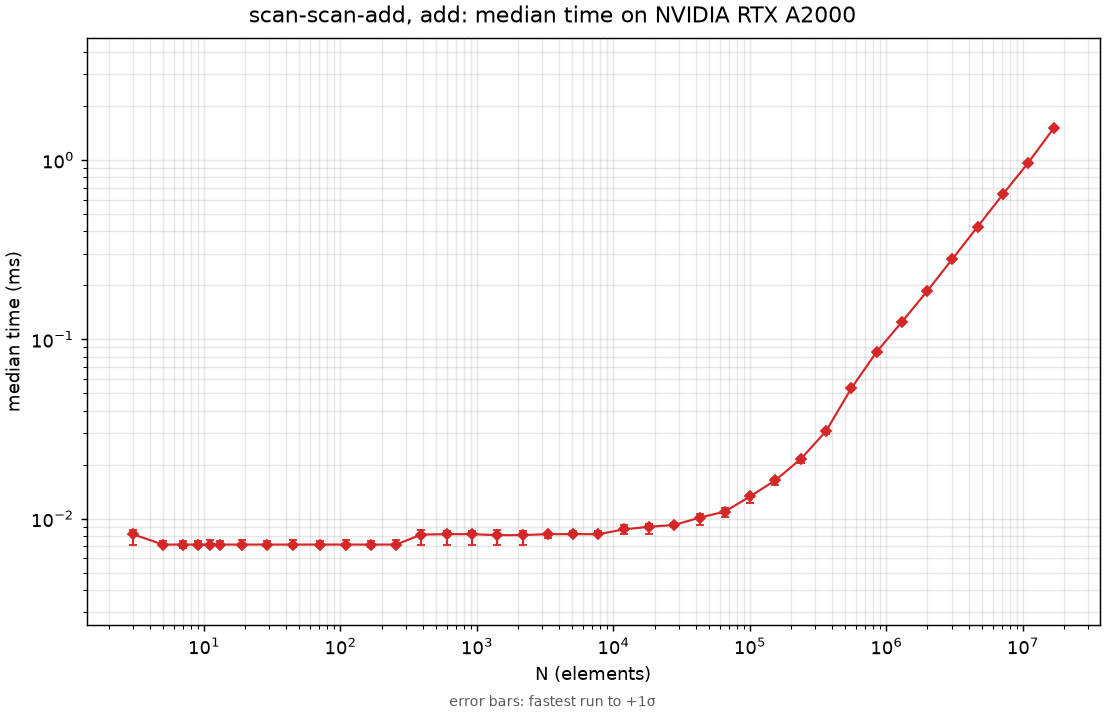 scan-scan-add, add: median time on NVIDIA RTX A2000
median time (ms)
10⁰
10⁻¹
10⁻²
10¹ 10² 10³ 10⁴ 10⁵ 10⁶ 10⁷
N (elements)
error bars: fastest run to +1σ